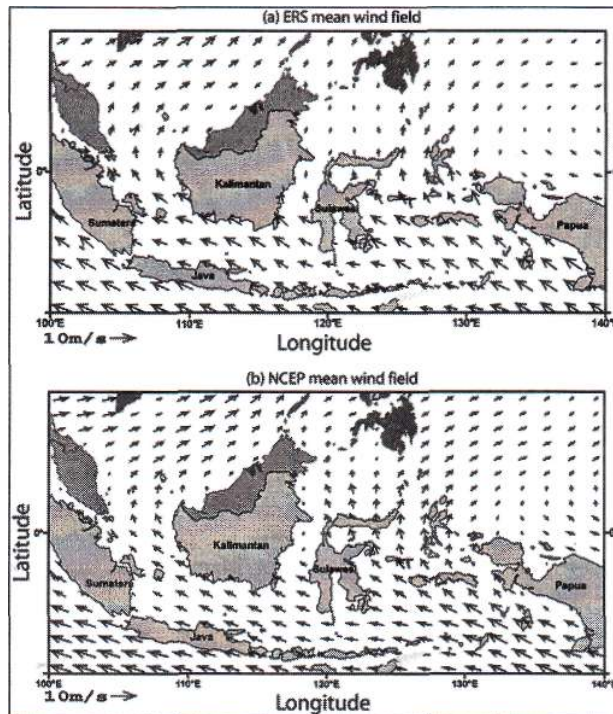 (a) ERS mean wind field
Latitude
0°
Kalimantan
Sumatera
Sulawesi
Papua
Java
100°E 110°E 120°E 130°E 140°E
10m/s
Longitude
(b) NCEP mean wind field
Latitude
0°
Kalimantan
Sumatera
Sulawesi
Papua
Java
100°E 110°E 120°E 130°E 140°E
10m/s
Longitude